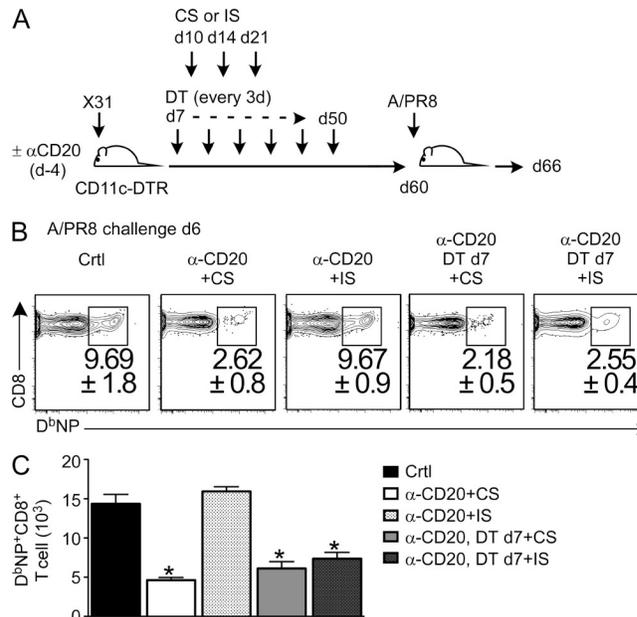 A
CS or IS
d10 d14 d21
X31
DT (every 3d)
d7
d50
A/PR8
± αCD20
(d-4)
CD11c-DTR
d60
d66
B
A/PR8 challenge d6
Crtl
α-CD20
+CS
α-CD20
+IS
α-CD20
DT d7
+CS
α-CD20
DT d7
+IS
9.69
± 1.8
2.62
± 0.8
9.67
± 0.9
2.18
± 0.5
2.55
± 0.4
CD8
DᵇNP
C
DᵇNP⁺CD8⁺
T cell (10³)
20
15
10
5
0
*
*
*
Crtl
α-CD20+CS
α-CD20+IS
α-CD20, DT d7+CS
α-CD20, DT d7+IS